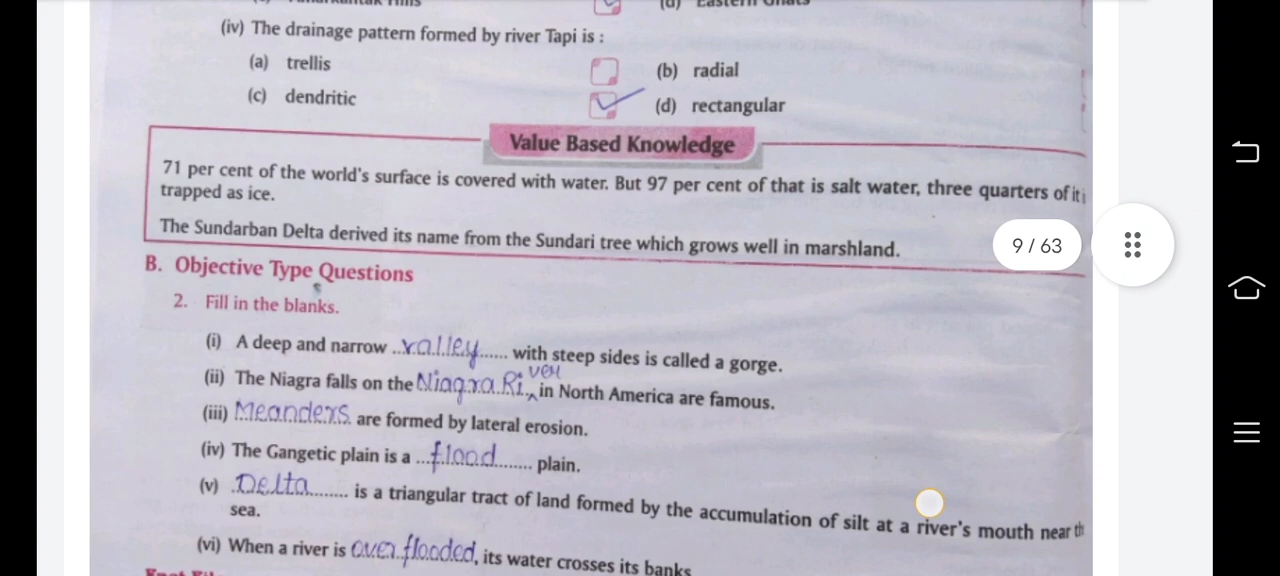 (d) Eastern Ghats
(iv) The drainage pattern formed by river Tapi is :
(a) trellis (b) radial
(c) dendritic (d) rectangular
Value Based Knowledge
71 per cent of the world's surface is covered with water. But 97 per cent of that is salt water, three quarters of it i
trapped as ice.
The Sundarban Delta derived its name from the Sundari tree which grows well in marshland.
9 / 63
B. Objective Type Questions
2. Fill in the blanks.
(i) A deep and narrow valley with steep sides is called a gorge.
(ii) The Niagra falls on the Niagra River in North America are famous.
(iii) Meanders are formed by lateral erosion.
(iv) The Gangetic plain is a flood plain.
(v) Delta is a triangular tract of land formed by the accumulation of silt at a river's mouth near th
sea.
(vi) When a river is over flooded, its water crosses its banks